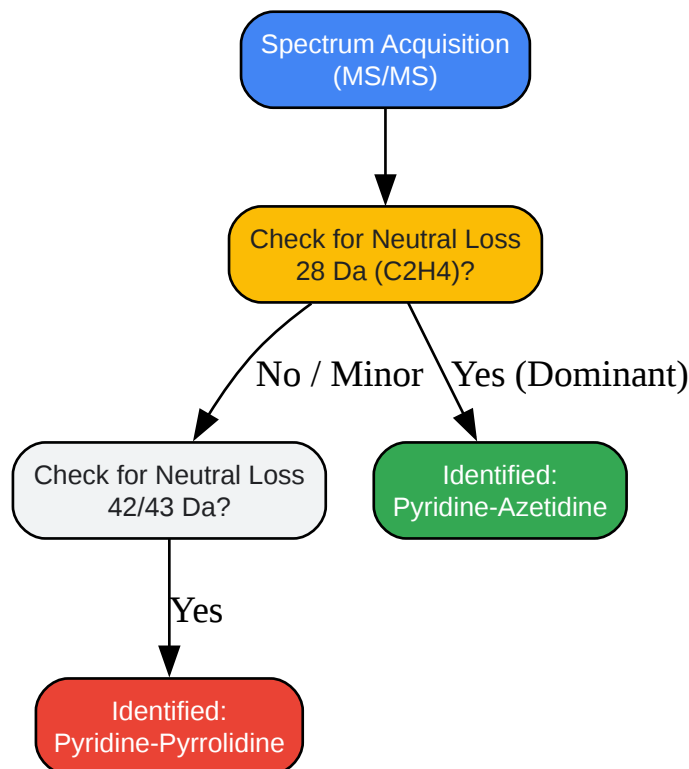 Spectrum Acquisition
(MS/MS)
Check for Neutral Loss
28 Da (C2H4)?
No / Minor
Yes (Dominant)
Check for Neutral Loss
42/43 Da?
Identified:
Pyridine-Azetidine
Yes
Identified:
Pyridine-Pyrrolidine